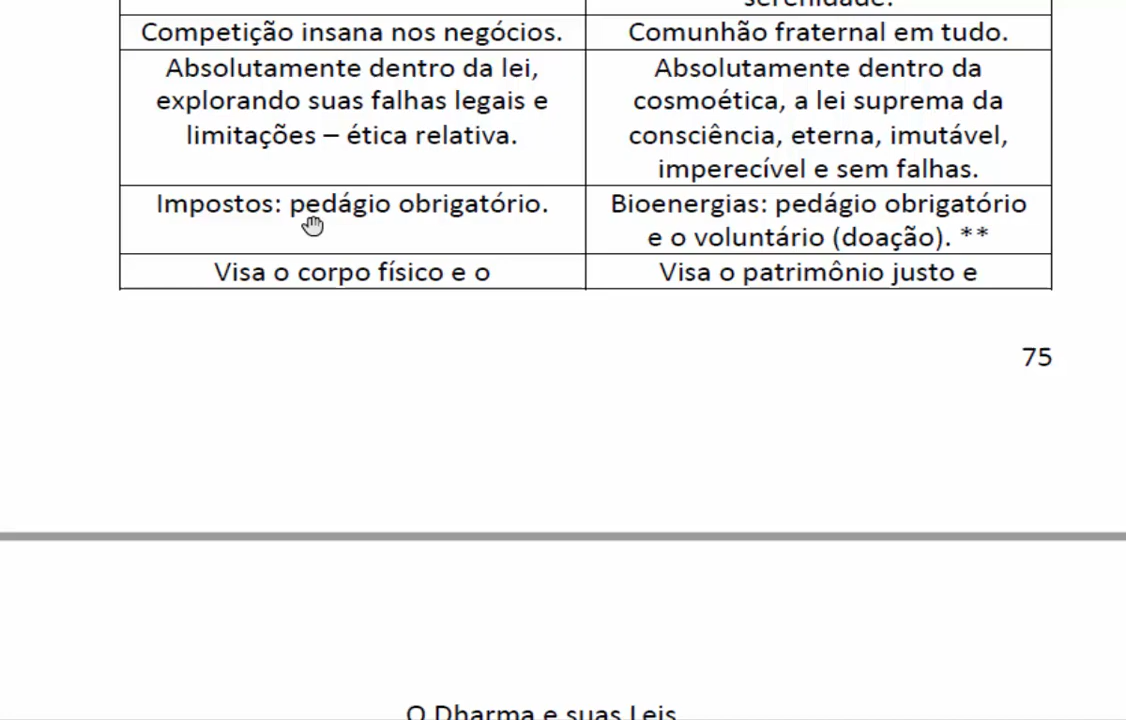 serenidade.
Competição insana nos negócios.
Comunhão fraternal em tudo.
Absolutamente dentro da lei,
explorando suas falhas legais e
limitações – ética relativa.
Absolutamente dentro da
cosmoética, a lei suprema da
consciência, eterna, imutável,
imperecível e sem falhas.
Impostos: pedágio obrigatório.
Bioenergias: pedágio obrigatório
e o voluntário (doação). **
Visa o corpo físico e o
Visa o patrimônio justo e
75
O Dharma e suas Leis